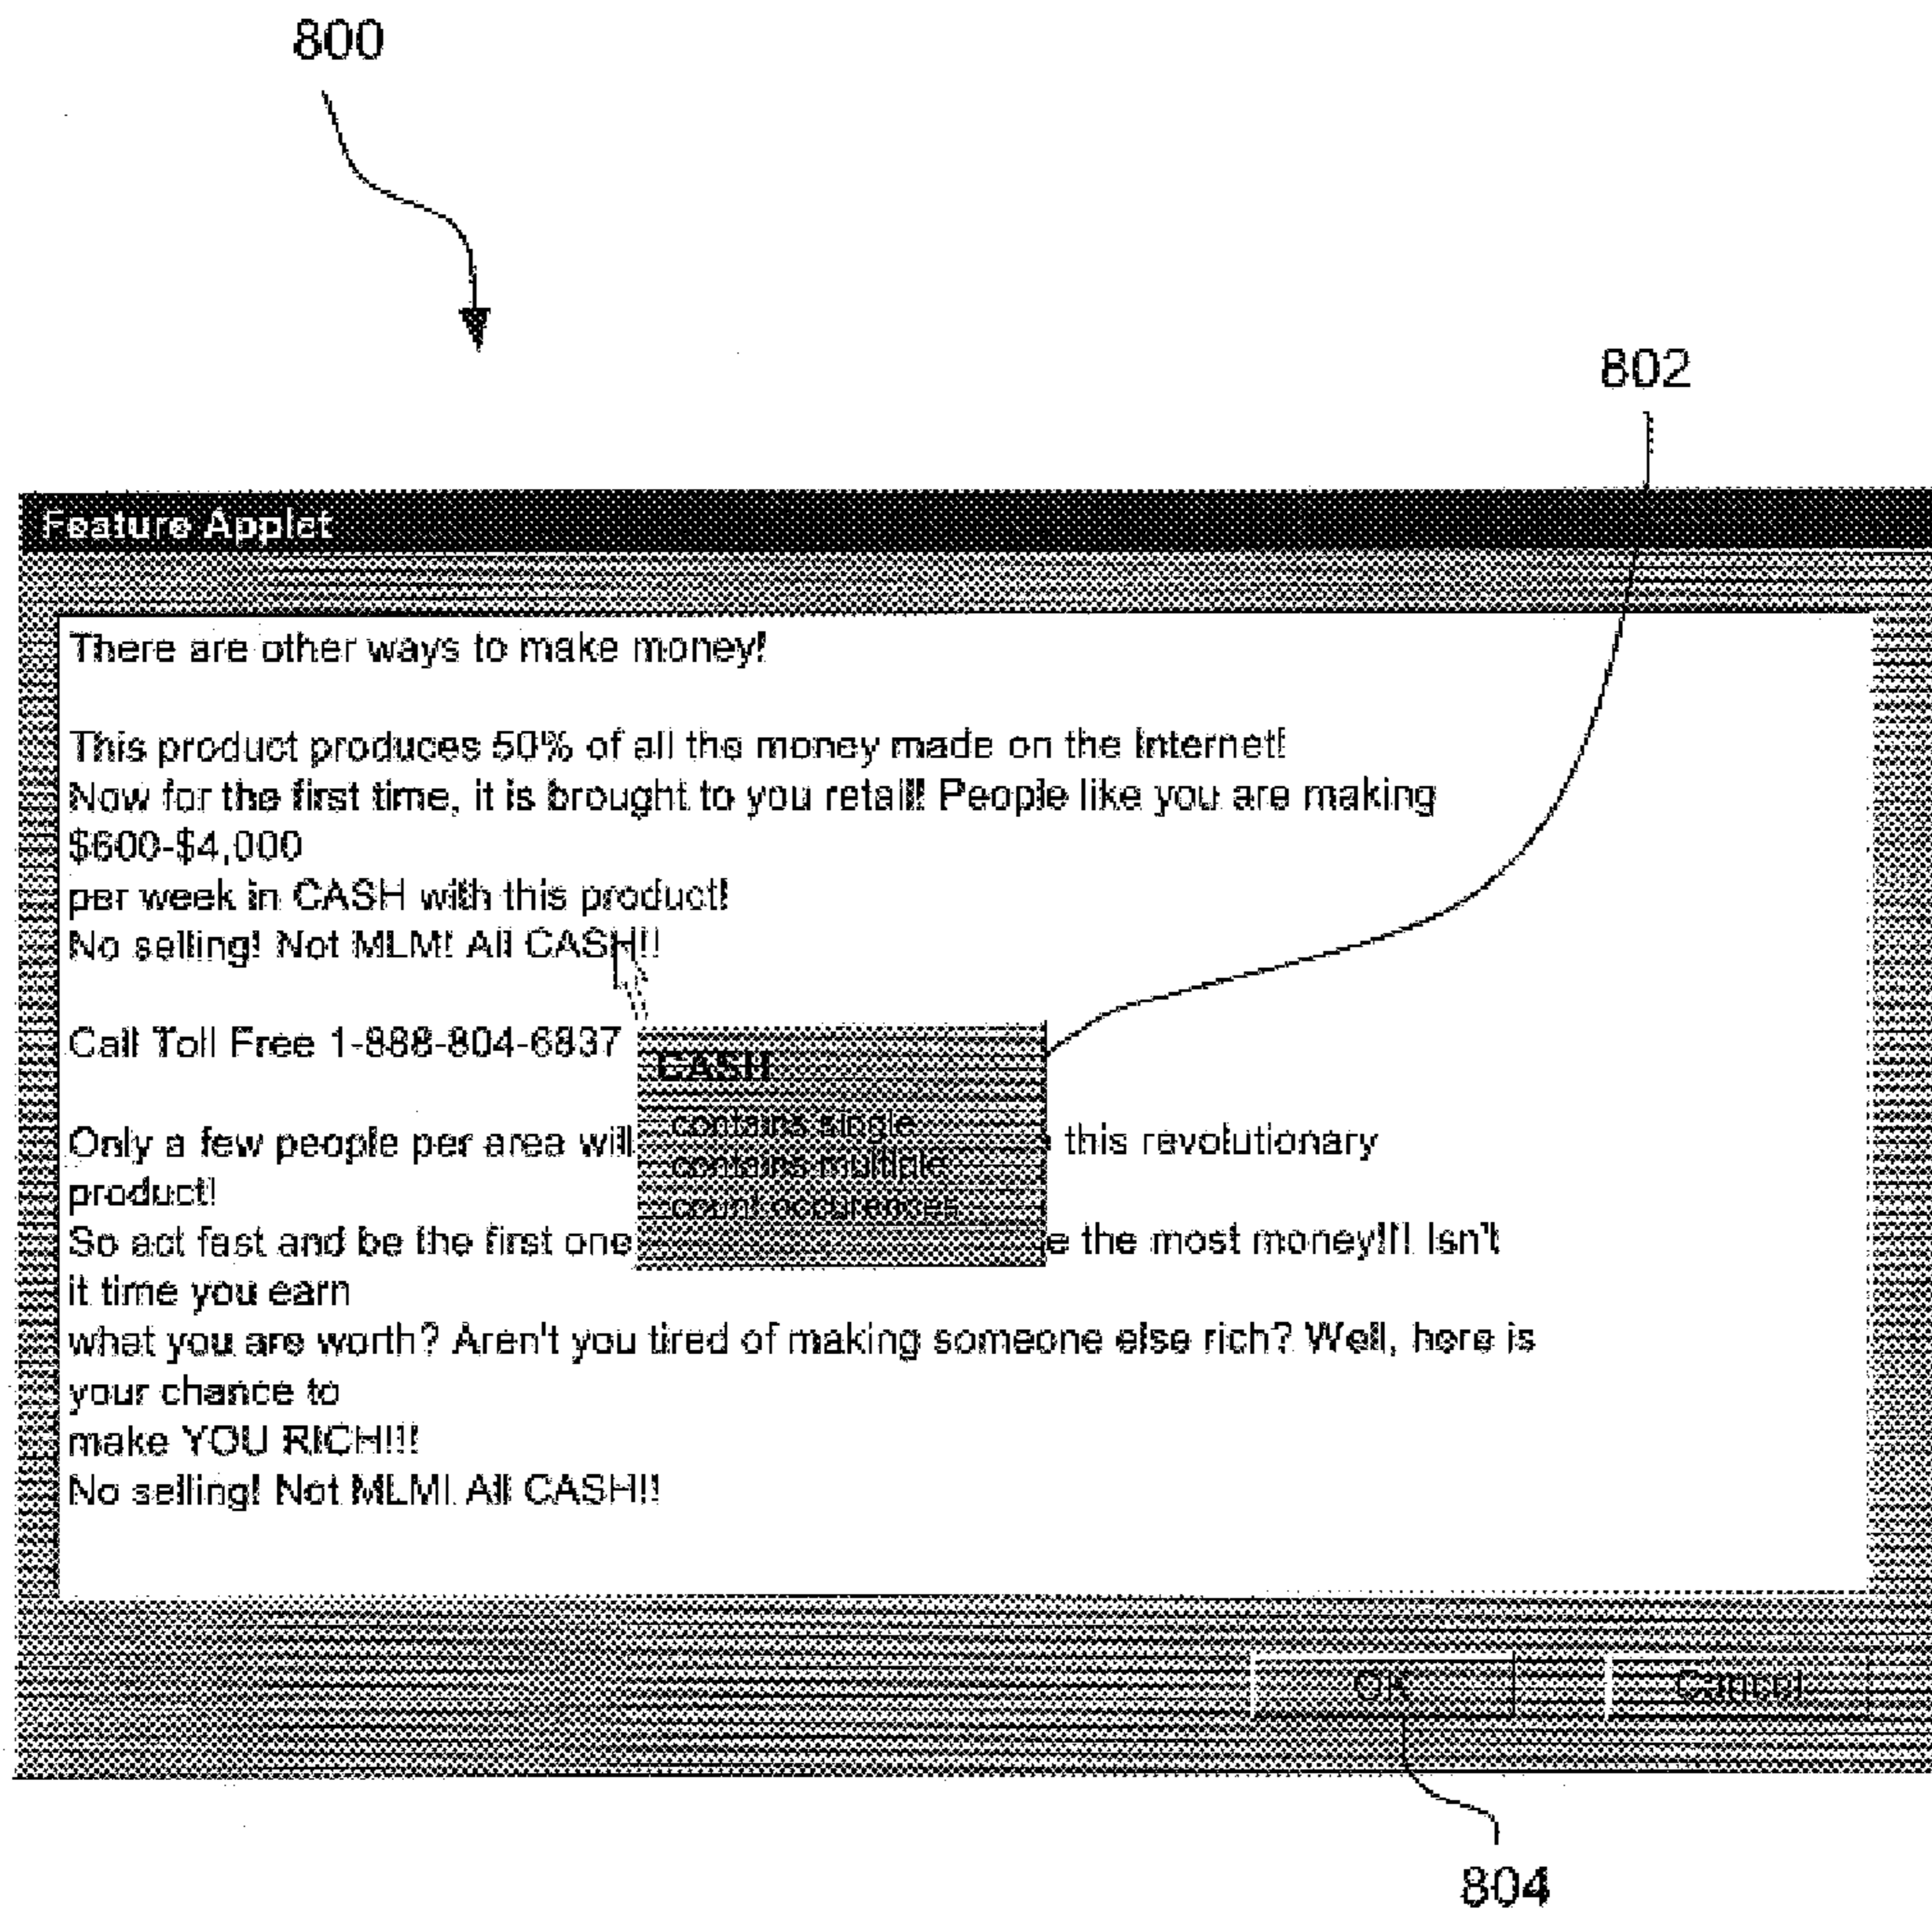 800
802
Feature Applet
There are other ways to make money!
This product produces 50% of all the money made on the Internet!
Now for the first time, it is brought to you retail! People like you are making
$600-$4,000
per week in CASH with this product!
No selling! Not MLM! All CASH!!
Call Toll Free 1-888-804-6837
CASH
contains single
contains multiple
count occurences
Only a few people per area will this revolutionary
product!
So act fast and be the first one e the most money!!! Isn't
it time you earn
what you are worth? Aren't you tired of making someone else rich? Well, here is
your chance to
make YOU RICH!!!
No selling! Not MLM! All CASH!!
OK Cancel
804